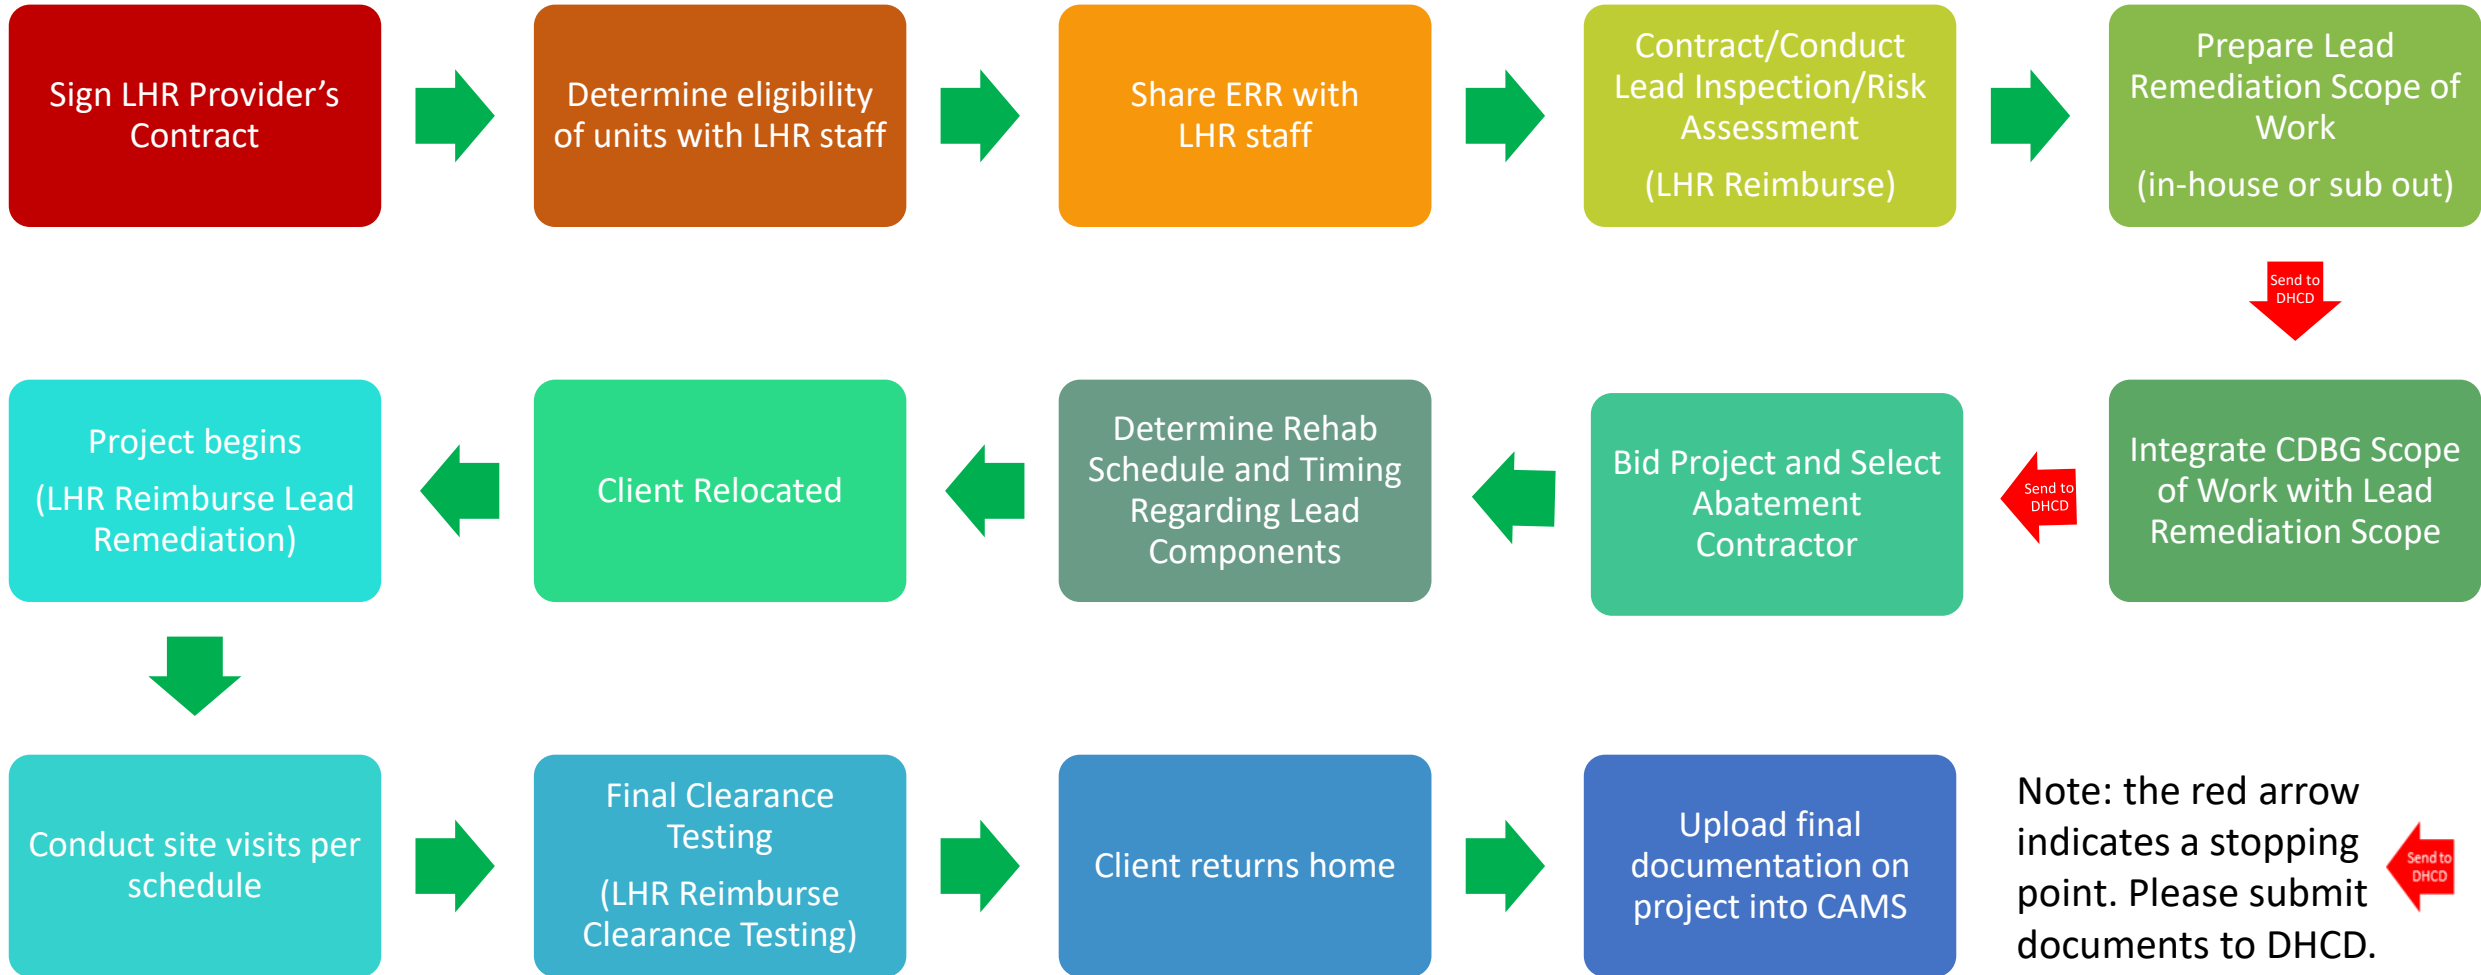 Sign LHR Provider’s
Contract
Determine eligibility
of units with LHR staff
Share ERR with
LHR staff
Contract/Conduct
Lead Inspection/Risk
Assessment
(LHR Reimburse)
Prepare Lead
Remediation Scope of
Work
(in-house or sub out)
Send to
DHCD
Integrate CDBG Scope
of Work with Lead
Remediation Scope
Send to
DHCD
Bid Project and Select
Abatement
Contractor
Determine Rehab
Schedule and Timing
Regarding Lead
Components
Client Relocated
Project begins
(LHR Reimburse Lead
Remediation)
Conduct site visits per
schedule
Final Clearance
Testing
(LHR Reimburse
Clearance Testing)
Client returns home
Upload final
documentation on
project into CAMS
Note: the red arrow
indicates a stopping
point. Please submit
documents to DHCD.
Send to
DHCD